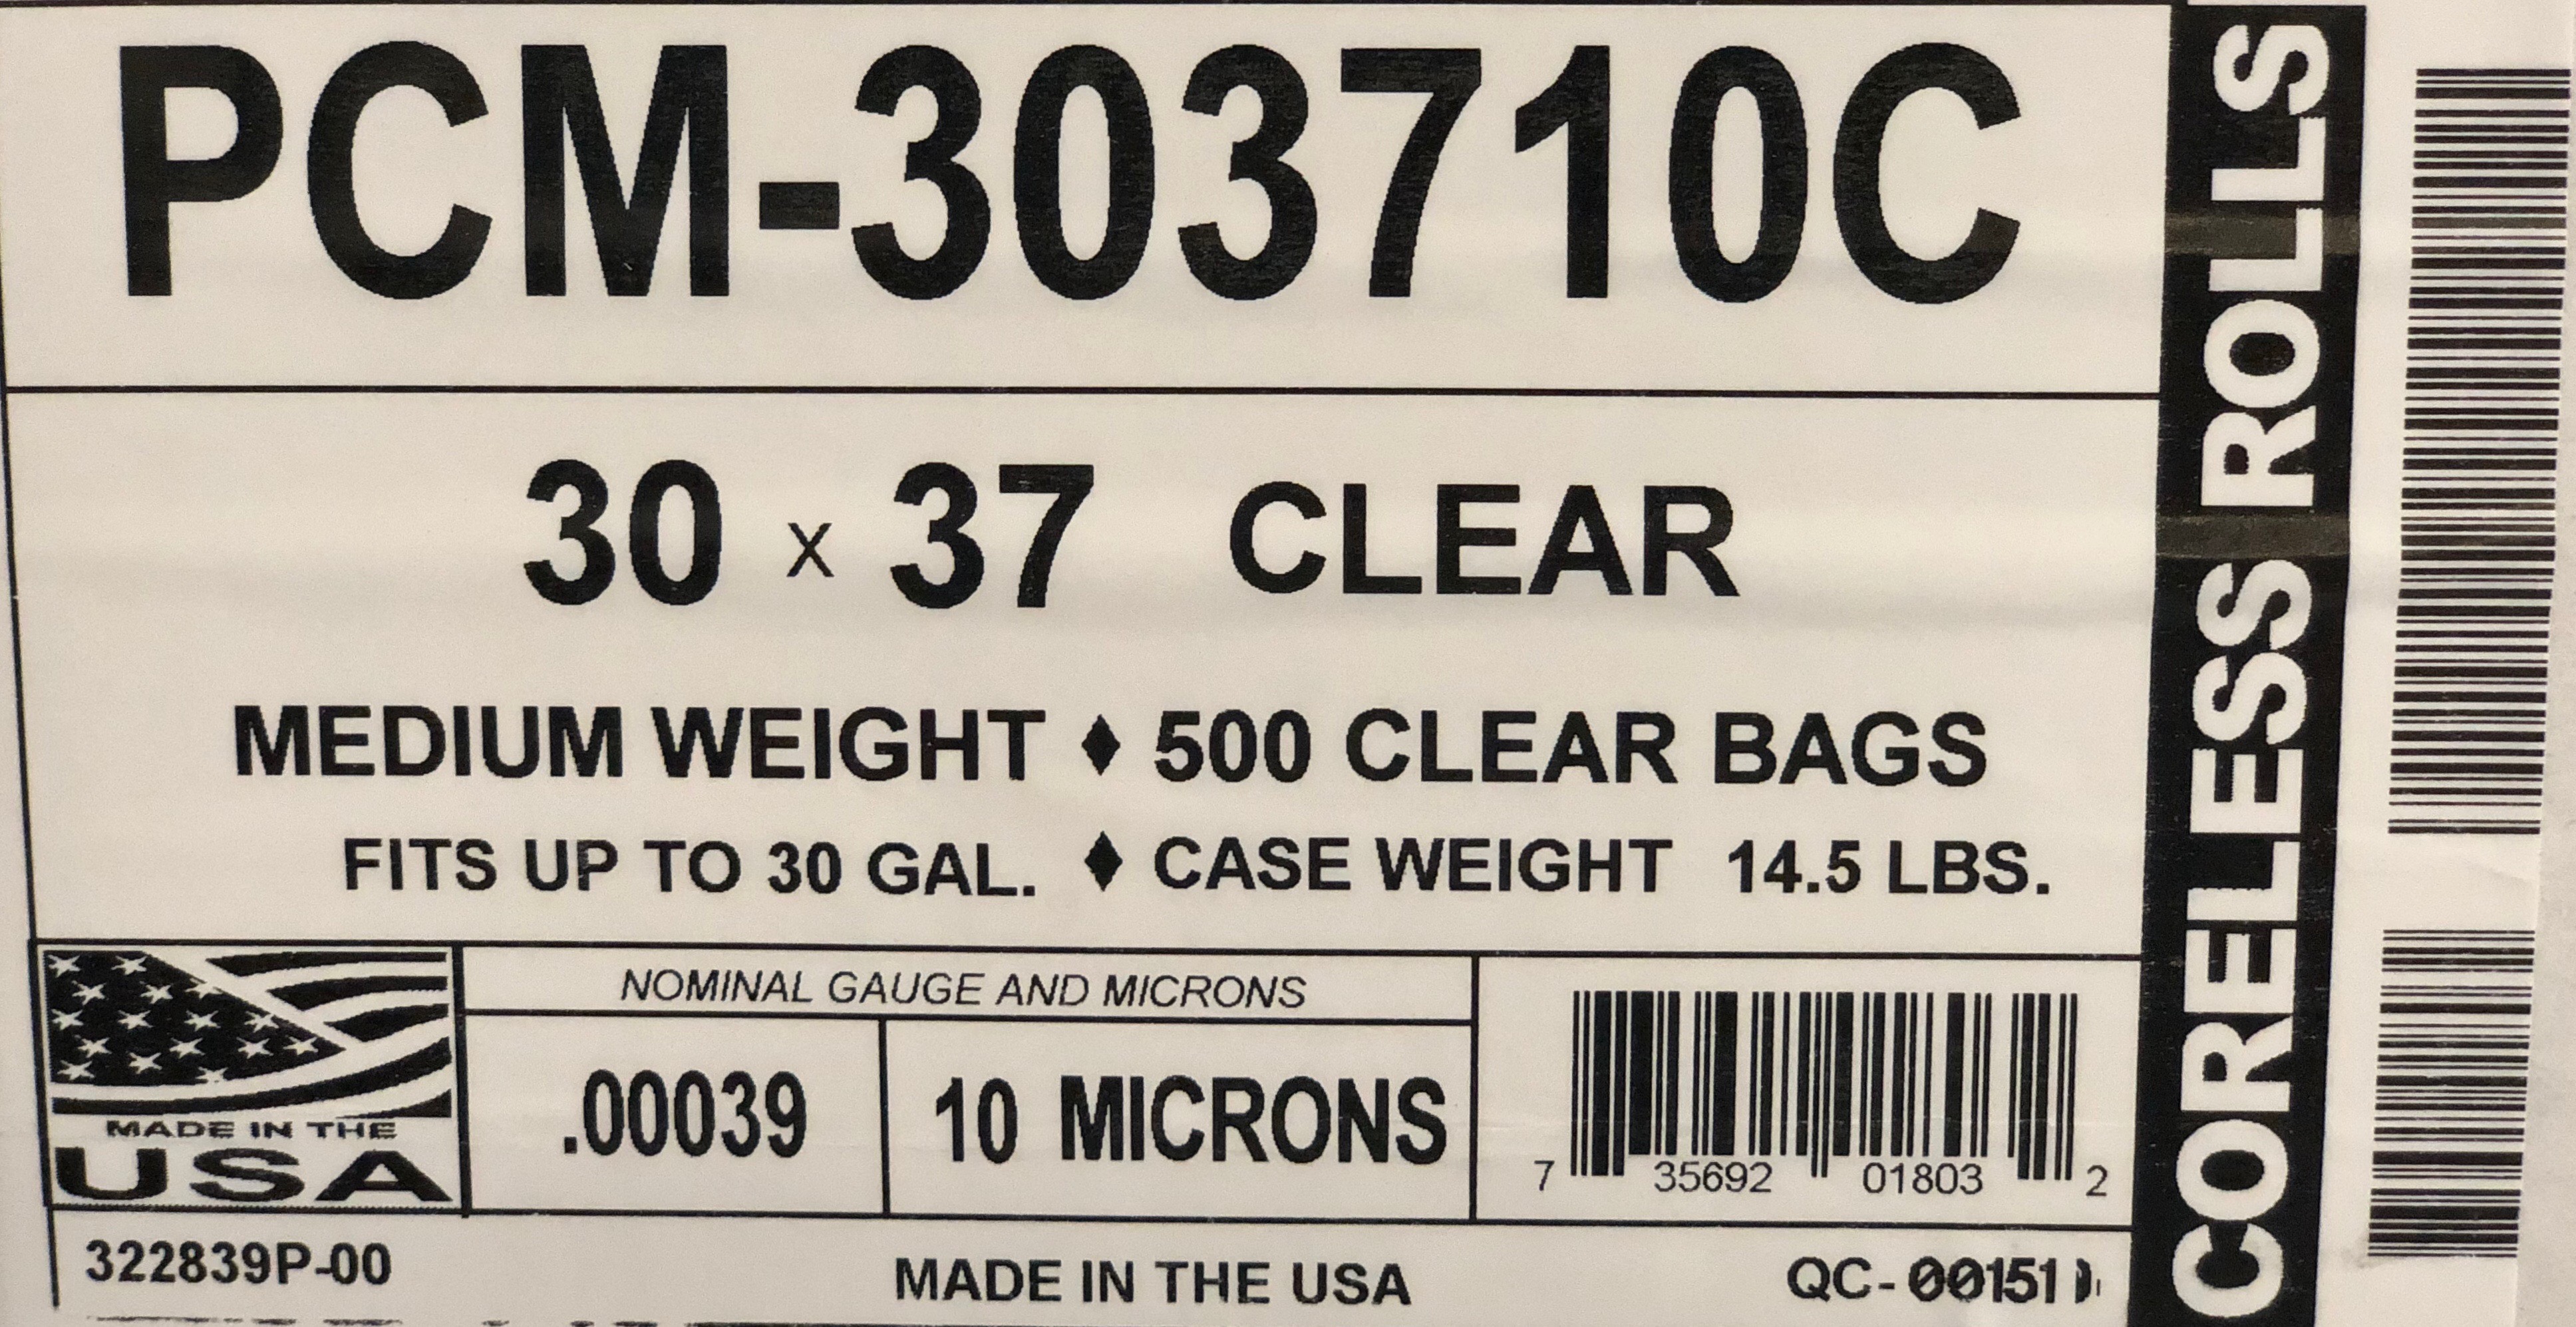 PCM-303710C
30 x 37 CLEAR
MEDIUM WEIGHT ♦ 500 CLEAR BAGS
FITS UP TO 30 GAL. ♦ CASE WEIGHT 14.5 LBS.
NOMINAL GAUGE AND MICRONS
.00039 10 MICRONS
MADE IN THE
USA
7 35692 01803 2
322839P-00
MADE IN THE USA
QC-00151
CORELESS ROLLS